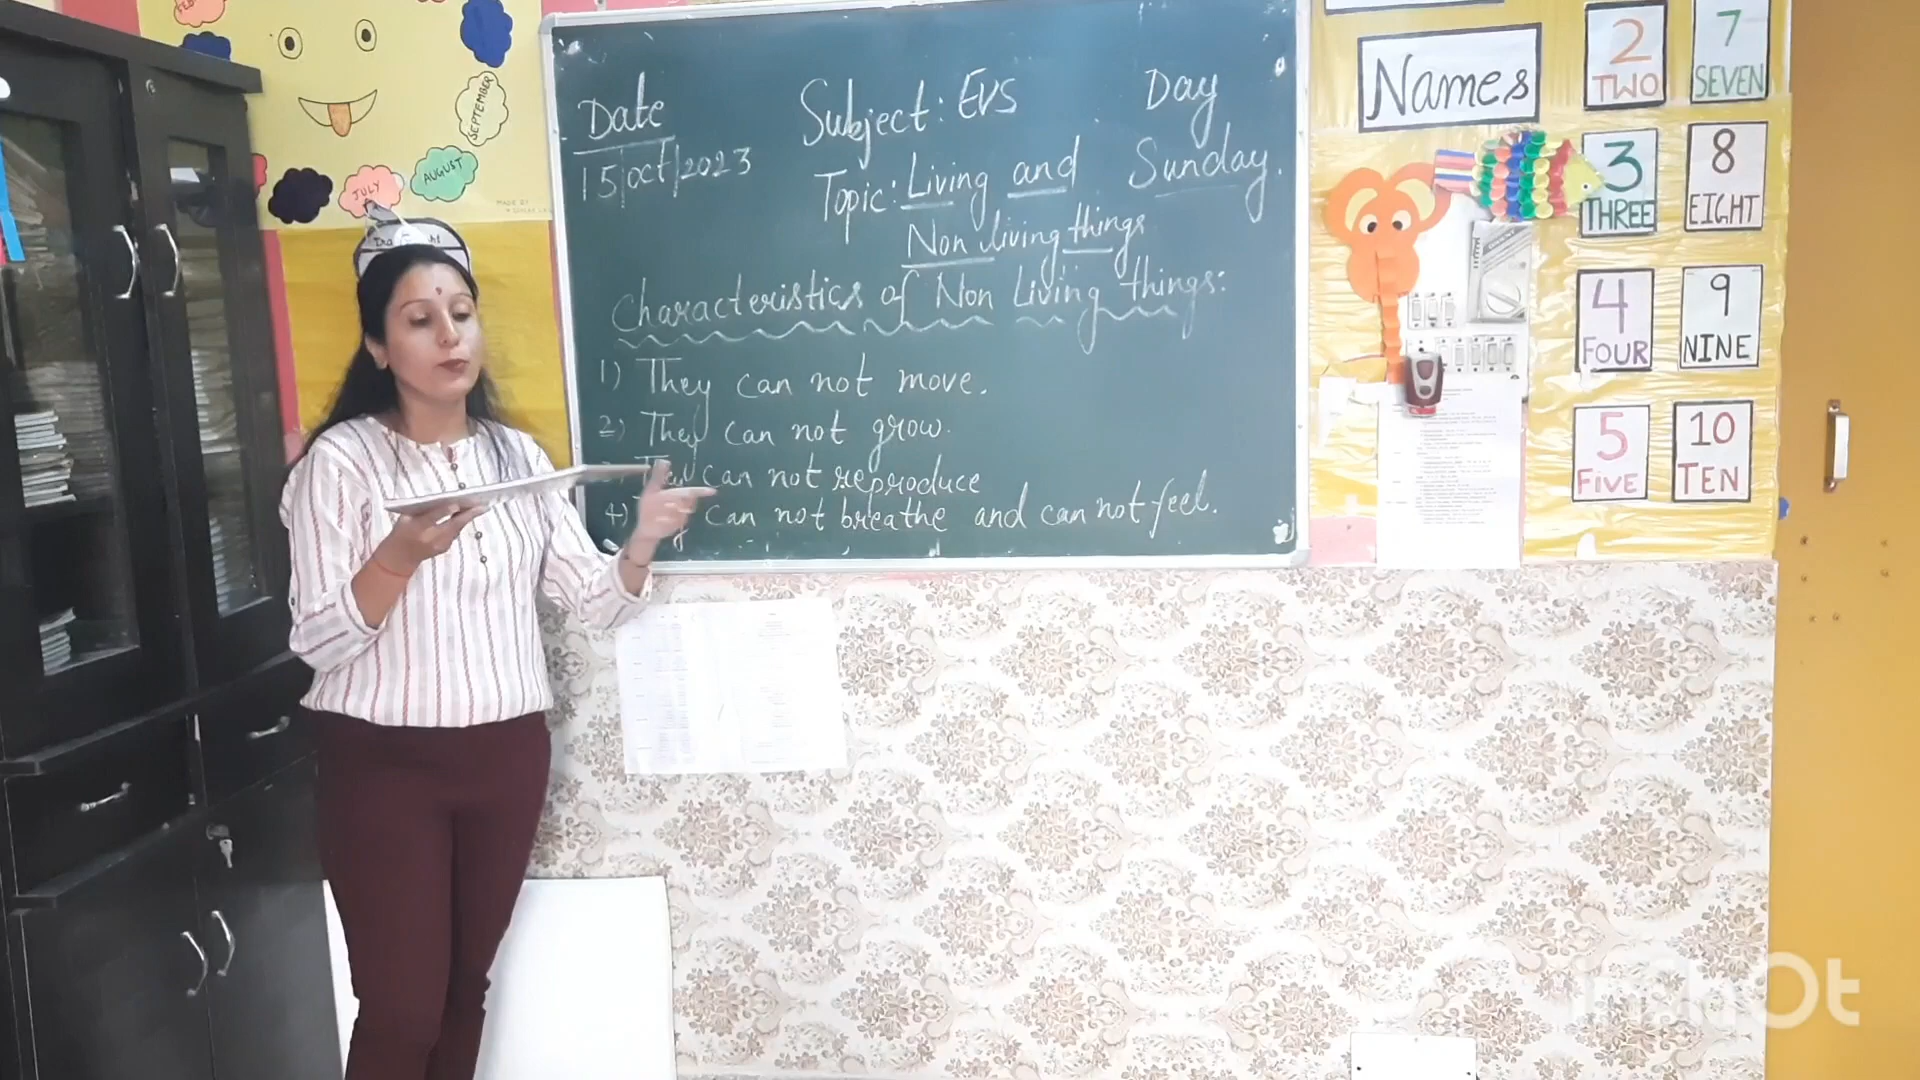 SEPTEMBER
AUGUST
JULY
Date
15|oct|2023
Subject: EVS
Topic: Living and
Non living things
Day
Sunday.
Characteristics of Non Living things:
1) They can not move.
2) They can not grow.
can not reproduce
4) can not breathe and can not feel.
Names
2
TWO
7
SEVEN
3
THREE
8
EIGHT
4
FOUR
9
NINE
5
FIVE
10
TEN